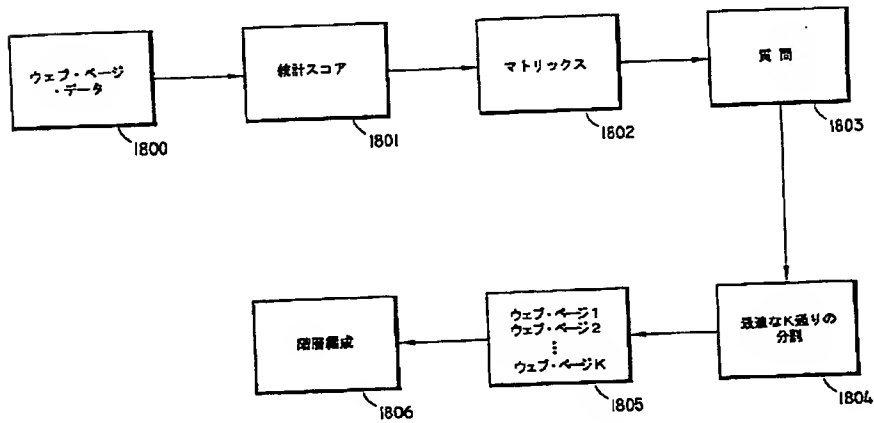 ウェブ・ページ
・データ
1800
統計スコア
1801
マトリックス
1802
質問
1803
最適なK通りの
分割
1804
ウェブ・ページ1
ウェブ・ページ2
⋮
ウェブ・ページK
1805
階層編成
1806